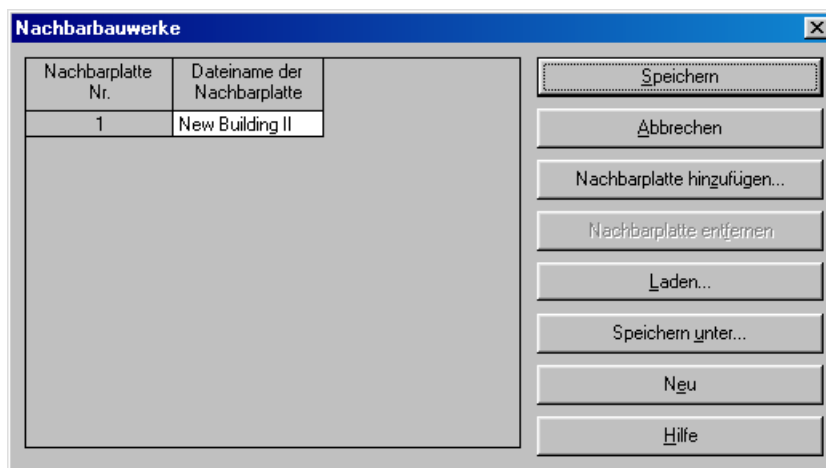 Nachbarbauwerke
Nachbarplatte Nr.
Dateiname der Nachbarplatte
1
New Building II
Speichern
Abbrechen
Nachbarplatte hinzufügen...
Nachbarplatte entfernen
Laden...
Speichern unter...
Neu
Hilfe